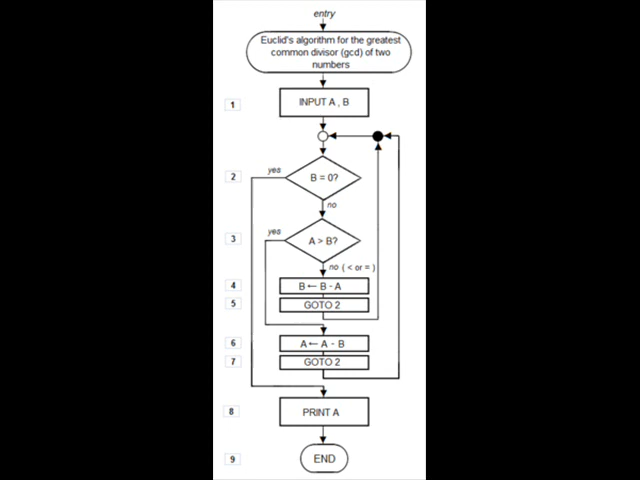 entry
Euclid's algorithm for the greatest
common divisor (gcd) of two
numbers
1
INPUT A , B
yes
2
B = 0?
no
yes
3
A > B?
no ( < or = )
4
B ← B - A
5
GOTO 2
6
A ← A - B
7
GOTO 2
8
PRINT A
9
END